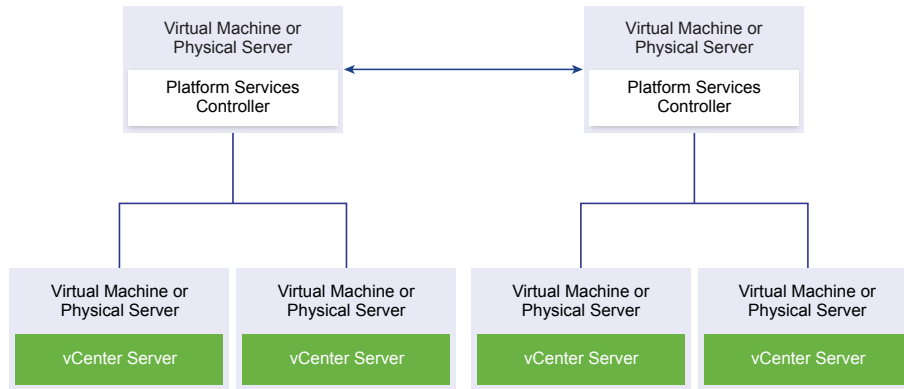 Virtual Machine or
Physical Server
Platform Services
Controller
Virtual Machine or
Physical Server
Platform Services
Controller
Virtual Machine or
Physical Server
vCenter Server
Virtual Machine or
Physical Server
vCenter Server
Virtual Machine or
Physical Server
vCenter Server
Virtual Machine or
Physical Server
vCenter Server